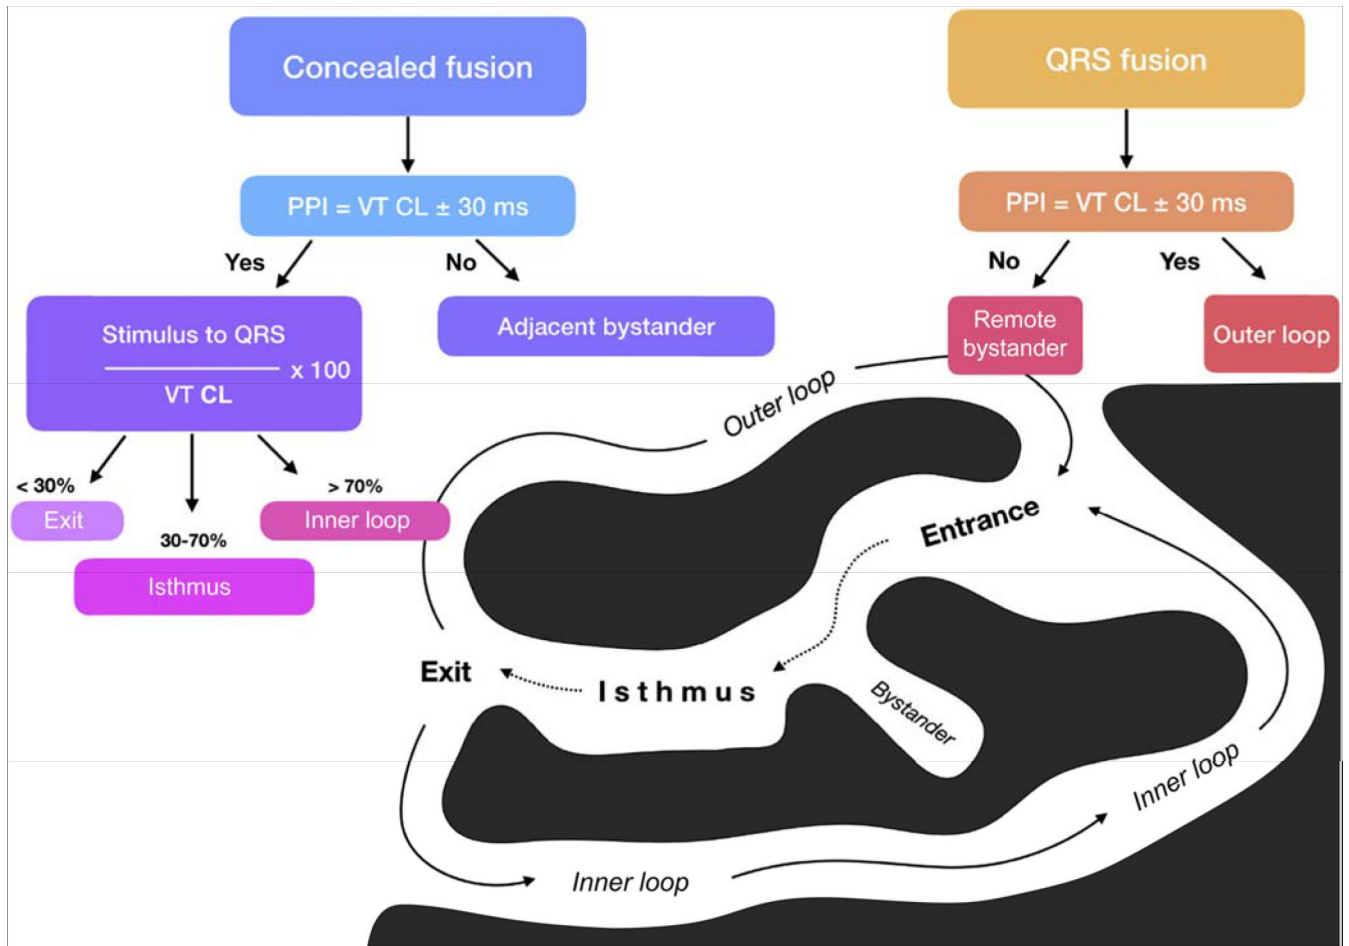 Concealed fusion
QRS fusion
PPI = VT CL ± 30 ms
PPI = VT CL ± 30 ms
Yes
No
No
Yes
Stimulus to QRS
x 100
VT CL
Adjacent bystander
Remote
bystander
Outer loop
Outer loop
< 30%
Exit
30-70%
Isthmus
> 70%
Inner loop
Entrance
Exit
Isthmus
Bystander
Inner loop
Inner loop